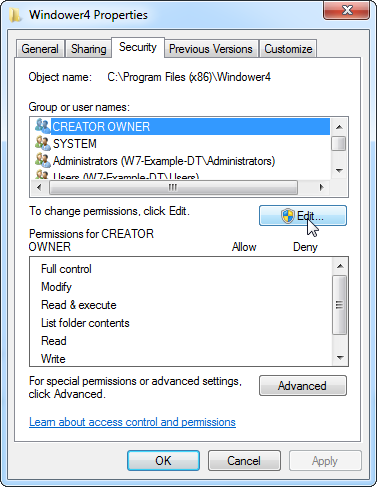 Windower4 Properties
General Sharing Security Previous Versions Customize
Object name: C:\Program Files (x86)\Windower4
Group or user names:
CREATOR OWNER
SYSTEM
Administrators (W7-Example-DT\Administrators)
Users (W7-Example-DT\Users)
To change permissions, click Edit. Edit...
Permissions for CREATOR
OWNER Allow Deny
Full control
Modify
Read & execute
List folder contents
Read
Write
For special permissions or advanced settings,
click Advanced. Advanced
Learn about access control and permissions
OK Cancel Apply